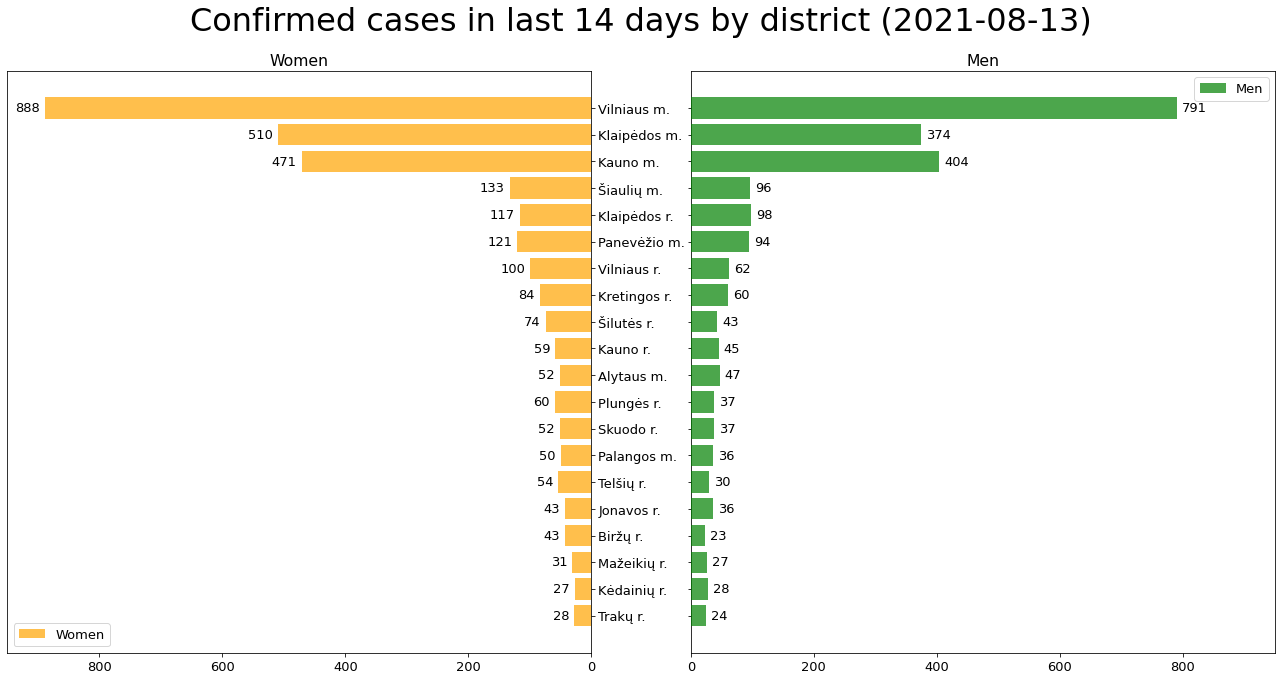 Confirmed cases in last 14 days by district (2021-08-13)
Women Men
Men
888 Vilniaus m. 791
510 Klaipėdos m. 374
471 Kauno m. 404
133 Šiaulių m. 96
117 Klaipėdos r. 98
121 Panevėžio m. 94
100 Vilniaus r. 62
84 Kretingos r. 60
74 Šilutės r. 43
59 Kauno r. 45
52 Alytaus m. 47
60 Plungės r. 37
52 Skuodo r. 37
50 Palangos m. 36
54 Telšių r. 30
43 Jonavos r. 36
43 Biržų r. 23
31 Mažeikių r. 27
27 Kėdainių r. 28
28 Trakų r. 24
Women
800 600 400 200 0 0 200 400 600 800